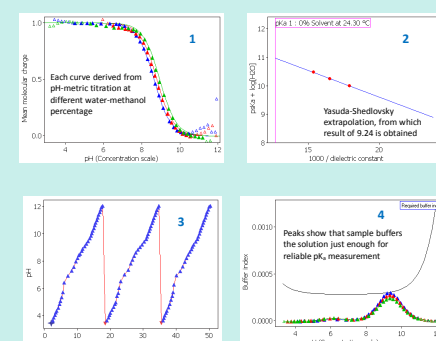 1
1.0
0.5
0.0
Mean molecular charge
Each curve derived from
pH-metric titration at
different water-methanol
percentage
4
6
8
10
12
pH (Concentration scale)
pKa 1 : 0% Solvent at 24.30 °C
2
12
11
10
9
8
psKa + log[H2O]
Yasuda-Shedlovsky
extrapolation, from which
result of 9.24 is obtained
15
20
1000 / dielectric constant
3
12
10
8
6
4
pH
0
10
20
30
40
50
Required buffer in
4
0.0010
0.0005
0.0000
Buffer index
Peaks show that sample buffers
the solution just enough for
reliable pKa measurement
4
6
8
10